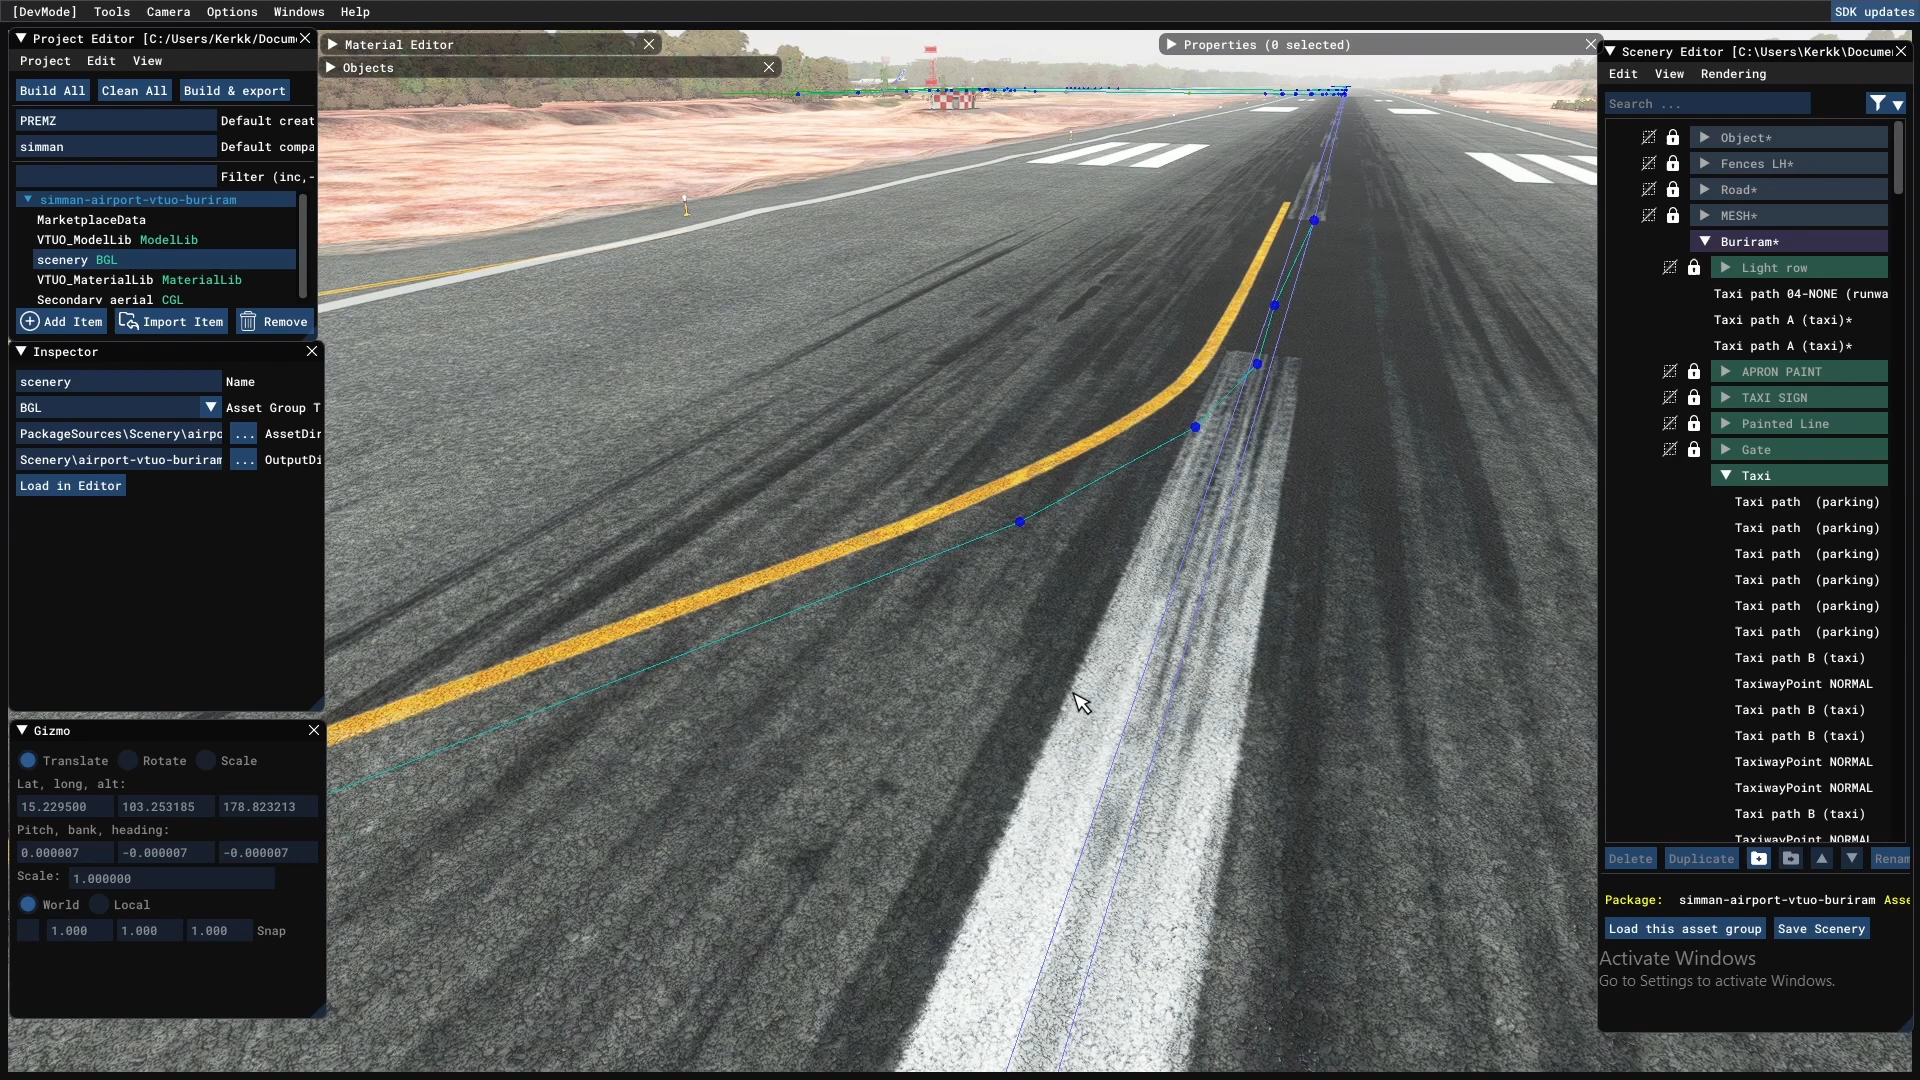 [DevMode] Tools Camera Options Windows Help SDK updates
Project Editor [C:/Users/Kerkk/Docum
Project Edit View
Build All Clean All Build & export
PREMZ Default creat
simman Default compa
Filter (inc,-
simman-airport-vtuo-buriram
MarketplaceData
VTUO_ModelLib ModelLib
scenery BGL
VTUO_MaterialLib MaterialLib
Secondary aerial CGL
Add Item Import Item Remove
Inspector
scenery Name
BGL Asset Group T
PackageSources\Scenery\airpo ... AssetDir
Scenery\airport-vtuo-buriram ... OutputDi
Load in Editor
Gizmo
Translate Rotate Scale
Lat, long, alt:
15.229500 103.253185 178.823213
Pitch, bank, heading:
0.000007 -0.000007 -0.000007
Scale: 1.000000
World Local
1.000 1.000 1.000 Snap
Material Editor
Objects
Properties (0 selected)
Scenery Editor [C:\Users\Kerkk\Docume
Edit View Rendering
Search ...
Object*
Fences LH*
Road*
MESH*
Buriram*
Light row
Taxi path 04-NONE (runwa
Taxi path A (taxi)*
Taxi path A (taxi)*
APRON PAINT
TAXI SIGN
Painted Line
Gate
Taxi
Taxi path (parking)
Taxi path (parking)
Taxi path (parking)
Taxi path (parking)
Taxi path (parking)
Taxi path (parking)
Taxi path B (taxi)
TaxiwayPoint NORMAL
Taxi path B (taxi)
Taxi path B (taxi)
TaxiwayPoint NORMAL
TaxiwayPoint NORMAL
Taxi path B (taxi)
TaxiwayPoint NORMAL
Delete Duplicate Renam
Package: simman-airport-vtuo-buriram Asse
Load this asset group Save Scenery
Activate Windows
Go to Settings to activate Windows.